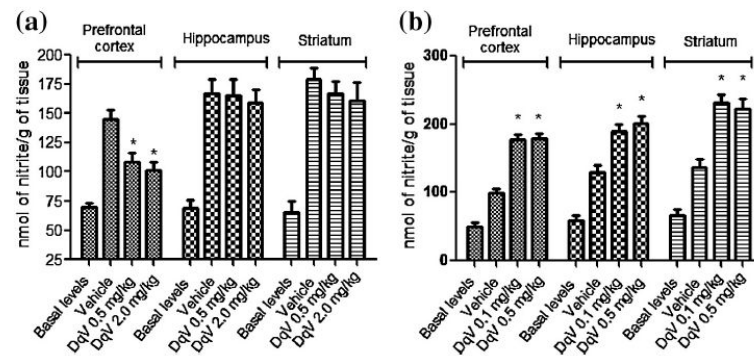 (a)
Prefrontal
cortex
Hippocampus
Striatum
nmol of nitrite/g of tissue
200
175
150
125
100
75
50
25
*
*
Basal levels
Vehicle
DqV 0.5 mg/kg
DqV 2.0 mg/kg
Basal levels
Vehicle
DqV 0.5 mg/kg
DqV 2.0 mg/kg
Basal levels
Vehicle
DqV 0.5 mg/kg
DqV 2.0 mg/kg
(b)
Prefrontal
cortex
Hippocampus
Striatum
nmol of nitrite/g of tissue
300
200
100
0
*
*
*
*
*
*
Basal levels
Vehicle
DqV 0.1 mg/kg
DqV 0.5 mg/kg
Basal levels
Vehicle
DqV 0.1 mg/kg
DqV 0.5 mg/kg
Basal levels
Vehicle
DqV 0.1 mg/kg
DqV 0.5 mg/kg